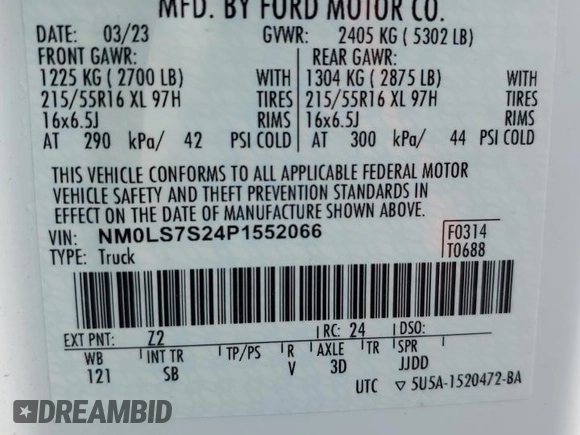 MFD. BY FORD MOTOR CO.
DATE: 03/23 GVWR: 2405 KG ( 5302 LB)
FRONT GAWR: REAR GAWR:
1225 KG ( 2700 LB) WITH 1304 KG ( 2875 LB) WITH
215/55R16 XL 97H TIRES 215/55R16 XL 97H TIRES
16x6.5J RIMS 16x6.5J RIMS
AT 290 kPa/ 42 PSI COLD AT 300 kPa/ 44 PSI COLD
THIS VEHICLE CONFORMS TO ALL APPLICABLE FEDERAL MOTOR
VEHICLE SAFETY AND THEFT PREVENTION STANDARDS IN
EFFECT ON THE DATE OF MANUFACTURE SHOWN ABOVE.
VIN: NM0LS7S24P1552066 F0314
TYPE: Truck T0688
EXT PNT: Z2 RC: 24 DSO:
WB INT TR TP/PS R AXLE TR SPR
121 SB V 3D JJDD
UTC ▽ 5U5A-1520472-BA
DREAMBID